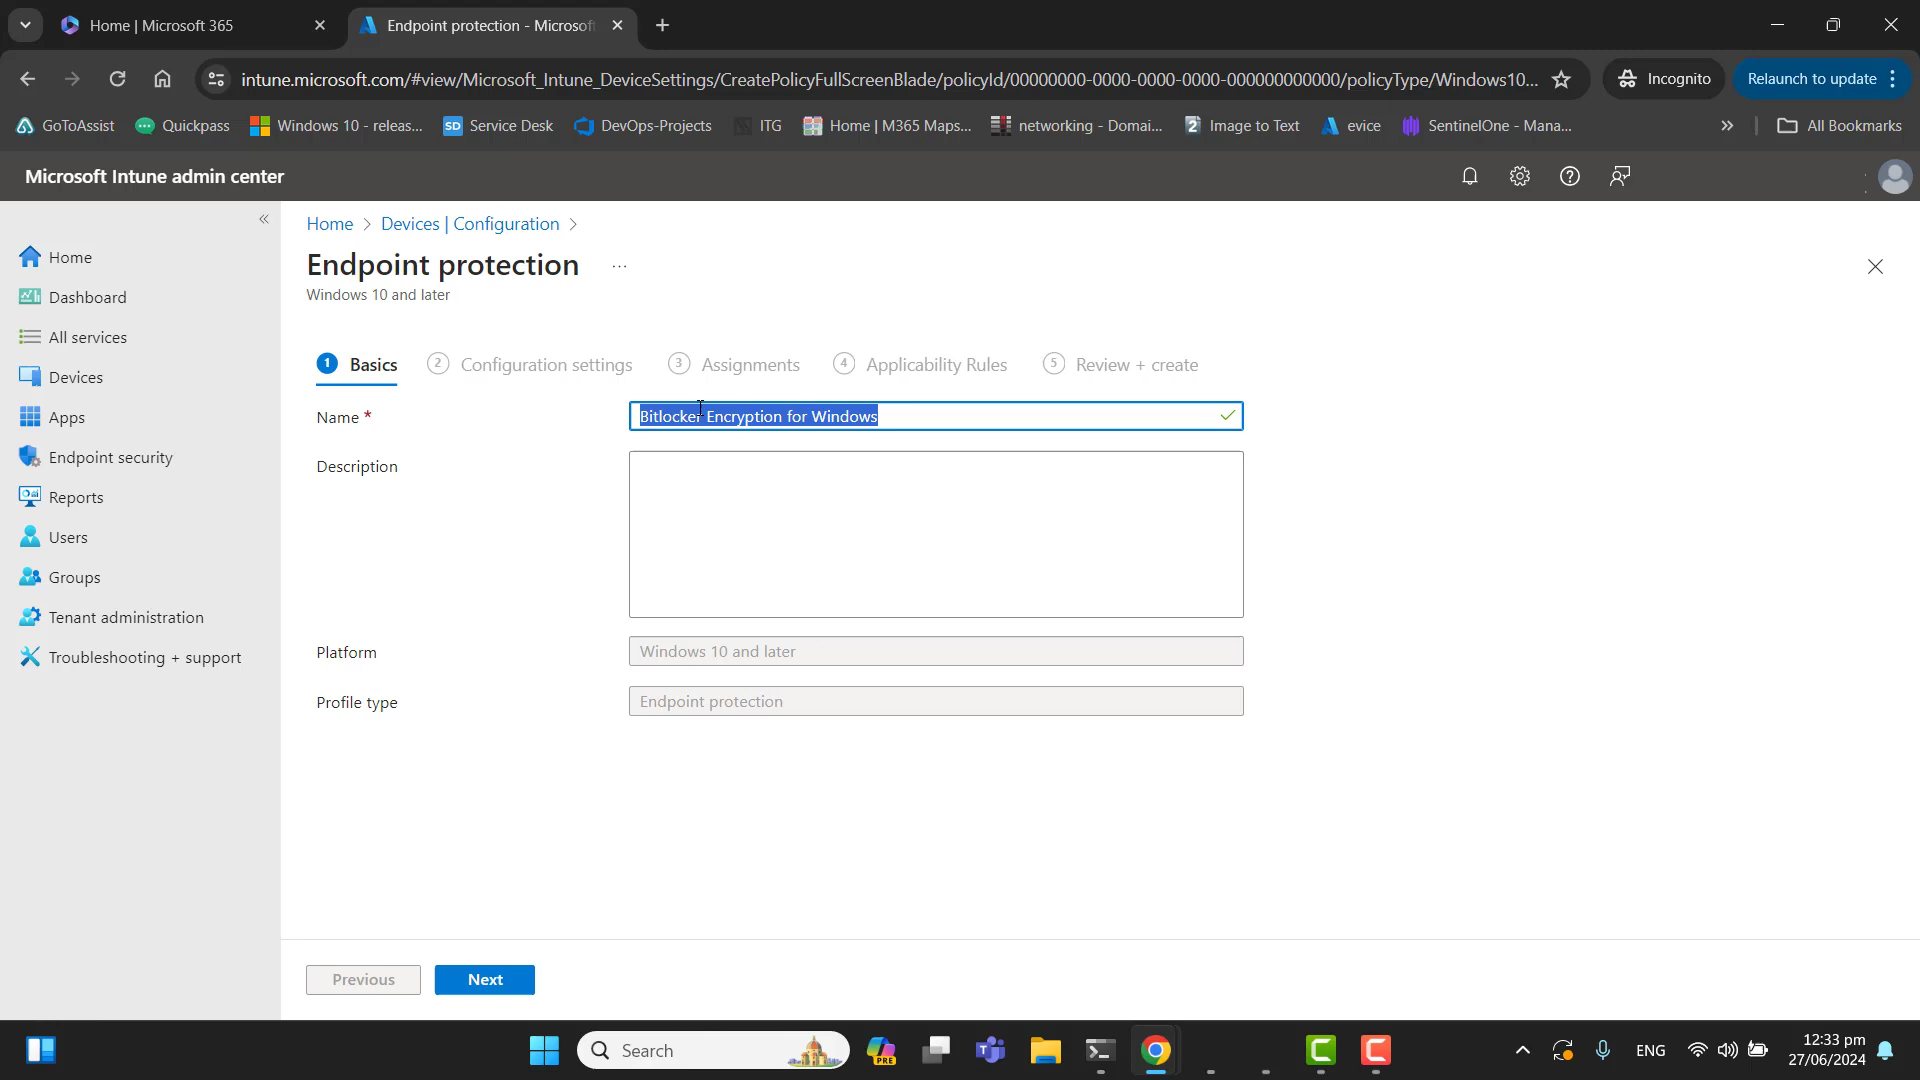 Home | Microsoft 365
Endpoint protection - Microsof
intune.microsoft.com/#view/Microsoft_Intune_DeviceSettings/CreatePolicyFullScreenBlade/policyId/00000000-0000-0000-0000-000000000000/policyType/Windows10...
Incognito
Relaunch to update
GoToAssist
Quickpass
Windows 10 - releas...
SD Service Desk
DevOps-Projects
ITG
Home | M365 Maps...
networking - Domai...
Image to Text
evice
SentinelOne - Mana...
All Bookmarks
Microsoft Intune admin center
Home
Dashboard
All services
Devices
Apps
Endpoint security
Reports
Users
Groups
Tenant administration
Troubleshooting + support
Home > Devices | Configuration >
Endpoint protection ...
Windows 10 and later
1 Basics
2 Configuration settings
3 Assignments
4 Applicability Rules
5 Review + create
Name *
Bitlocker Encryption for Windows
Description
Platform
Windows 10 and later
Profile type
Endpoint protection
Previous
Next
Search
PRE
ENG
12:33 pm
27/06/2024